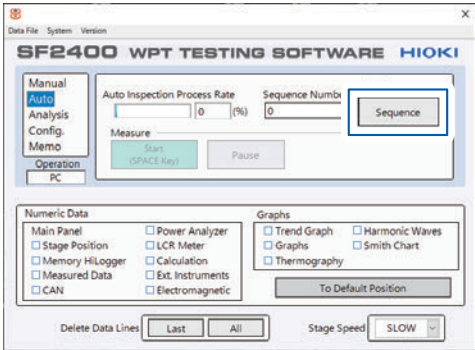 Data File System Version
SF2400 WPT TESTING SOFTWARE HIOKI
Manual
Auto
Analysis
Config.
Memo
Operation
PC
Auto Inspection Process Rate
0 (%)
Sequence Numbe
0
Sequence
Measure
Start
(SPACE Key)
Pause
Numeric Data
Main Panel
Stage Position
Memory HiLogger
Measured Data
CAN
Power Analyzer
LCR Meter
Calculation
Ext. Instruments
Electromagnetic
Graphs
Trend Graph
Graphs
Thermography
Harmonic Waves
Smith Chart
To Default Position
Delete Data Lines Last All Stage Speed SLOW